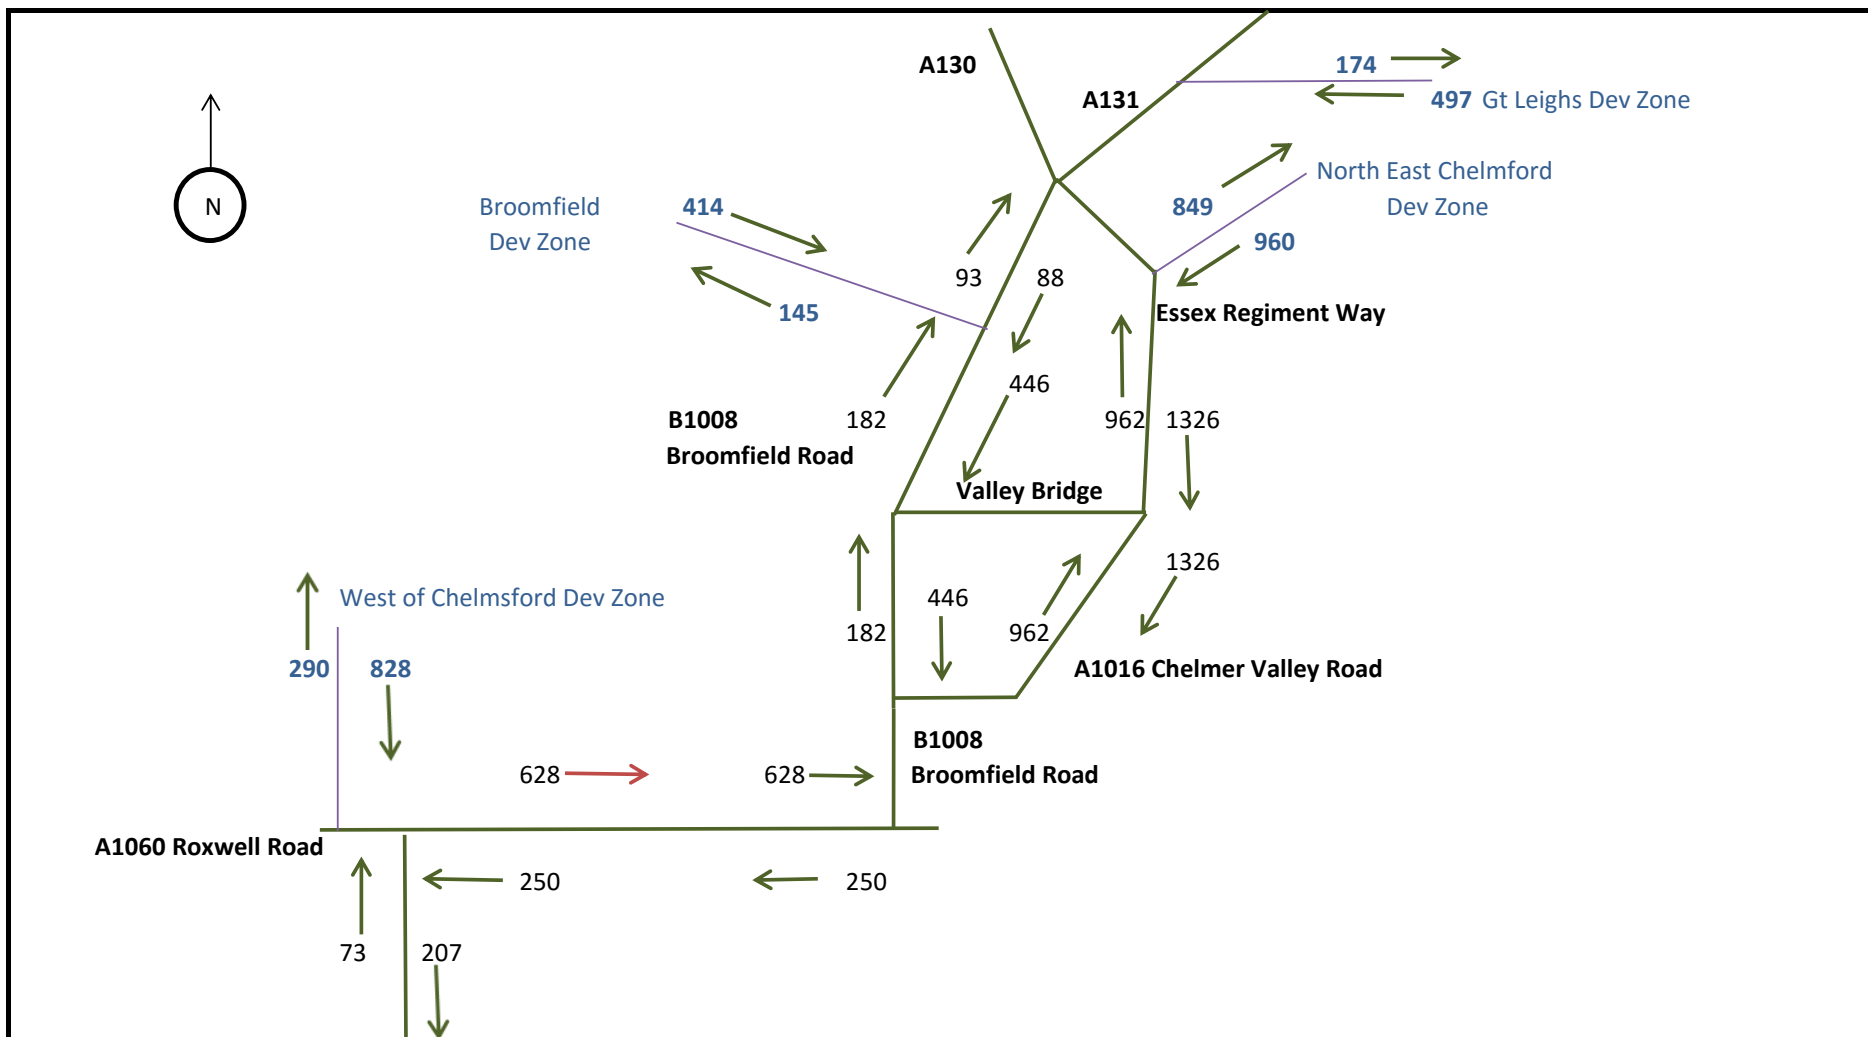 A130
174
A131
497 Gt Leighs Dev Zone
North East Chelmford
Dev Zone
849
960
N
Broomfield
Dev Zone
414
145
93
88
Essex Regiment Way
446
B1008
Broomfield Road
182
962
1326
Valley Bridge
1326
West of Chelmsford Dev Zone
446
182
962
290
828
A1016 Chelmer Valley Road
B1008
Broomfield Road
628
628
A1060 Roxwell Road
250
250
73
207